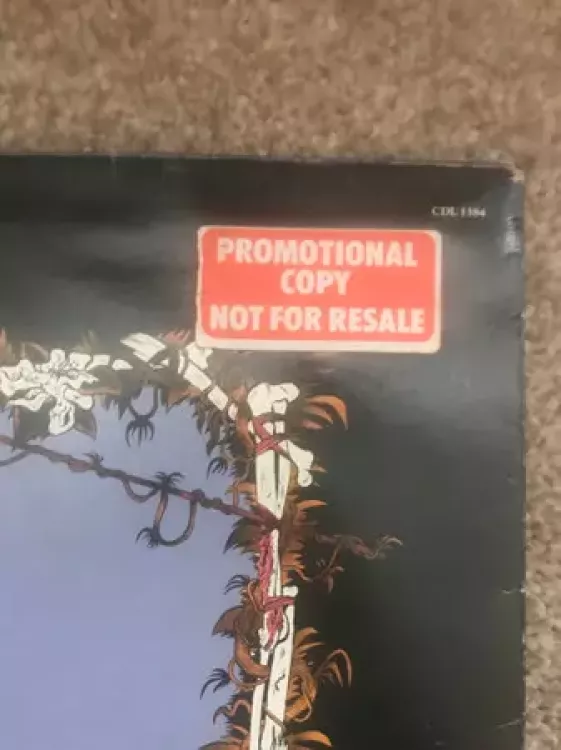 CDL 1384
PROMOTIONAL
COPY
NOT FOR RESALE